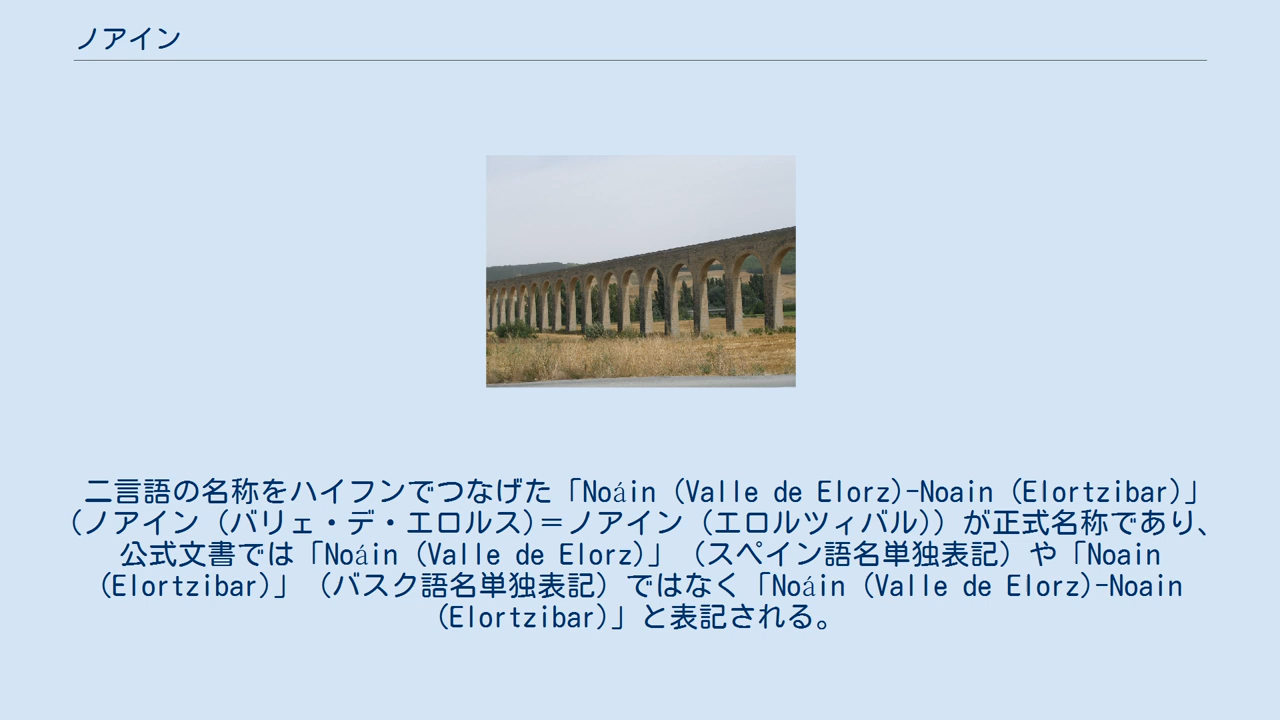 ノアイン
二言語の名称をハイフンでつなげた「Noáin (Valle de Elorz)-Noain (Elortzibar)」
(ノアイン (バリェ・デ・エロルス)＝ノアイン (エロルツィバル)) が正式名称であり、
公式文書では「Noáin (Valle de Elorz)」（スペイン語名単独表記）や「Noain
(Elortzibar)」（バスク語名単独表記）ではなく「Noáin (Valle de Elorz)-Noain
(Elortzibar)」と表記される。